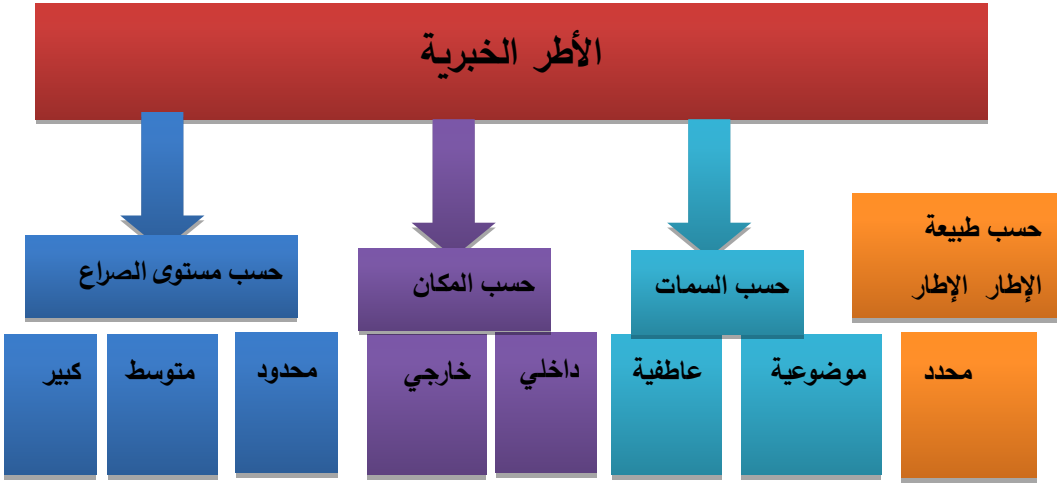 الأطر الخبرية
حسب طبيعة
الإطار الإطار
حسب السمات
حسب المكان
حسب مستوى الصراع
محدد
موضوعية
عاطفية
داخلي
خارجي
محدود
متوسط
كبير